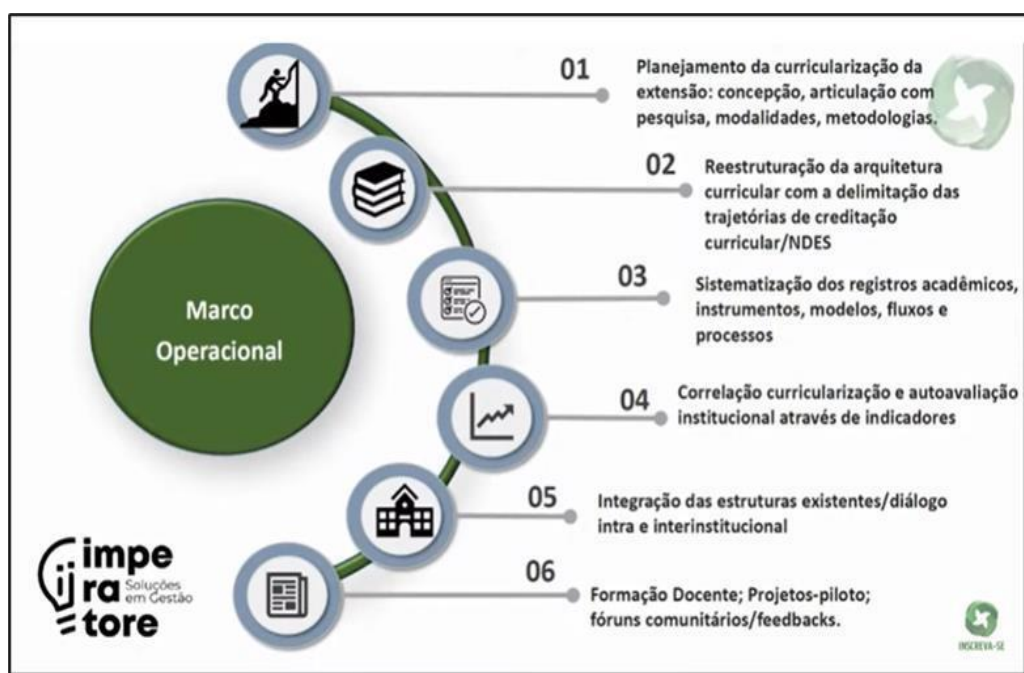 Marco
Operacional
01
Planejamento da curricularização da
extensão: concepção, articulação com
pesquisa, modalidades, metodologias.
02
Reestruturação da arquitetura
curricular com a delimitação das
trajetórias de creditação
curricular/NDES
03
Sistematização dos registros acadêmicos,
instrumentos, modelos, fluxos e
processos
04
Correlação curricularização e autoavaliação
institucional através de indicadores
05
Integração das estruturas existentes/diálogo
intra e interinstitucional
06
Formação Docente; Projetos-piloto;
fóruns comunitários/feedbacks.
impe
ra
tore
Soluções
em Gestão
INSCREVA-SE